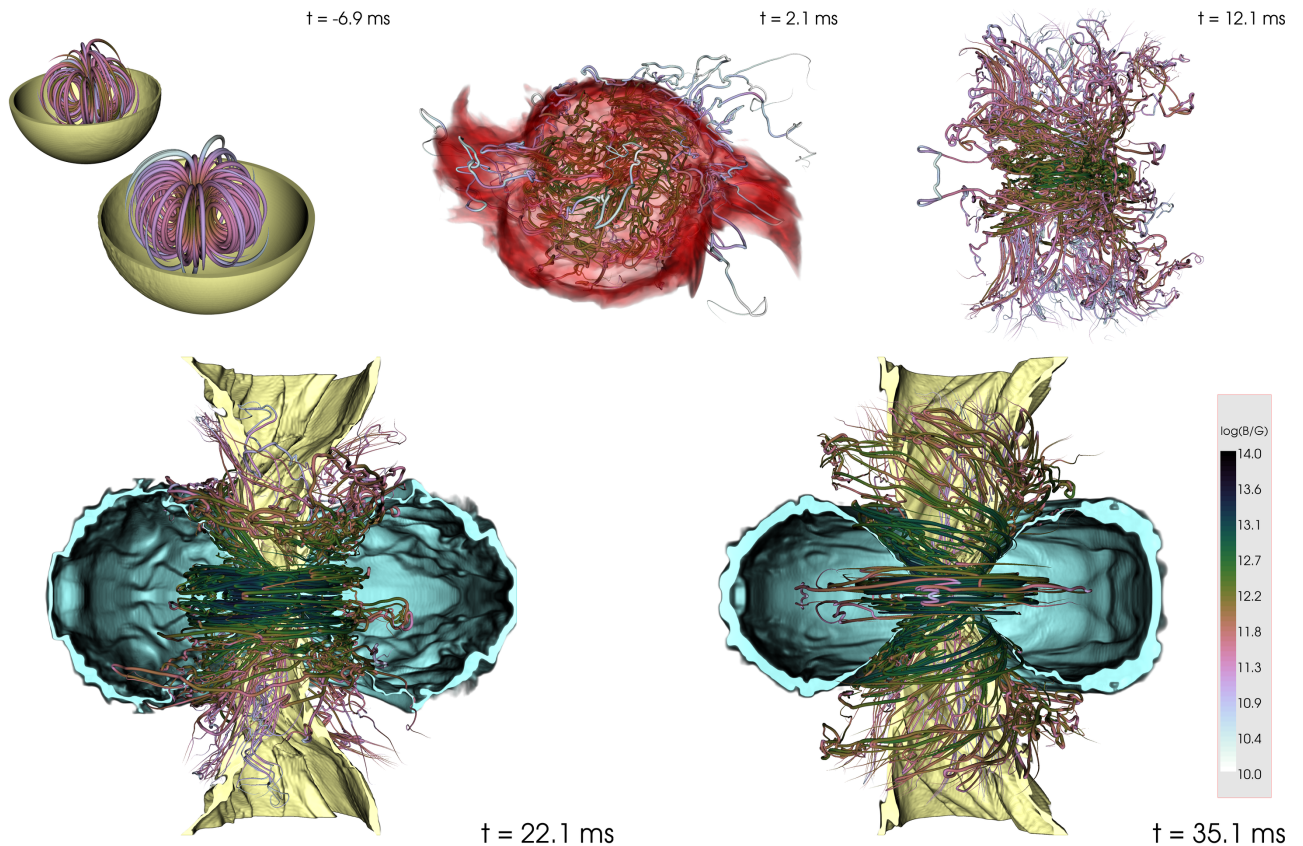 t = -6.9 ms
t = 2.1 ms
t = 12.1 ms
log(B/G)
14.0
13.6
13.1
12.7
12.2
11.8
11.3
10.9
10.4
10.0
t = 22.1 ms
t = 35.1 ms